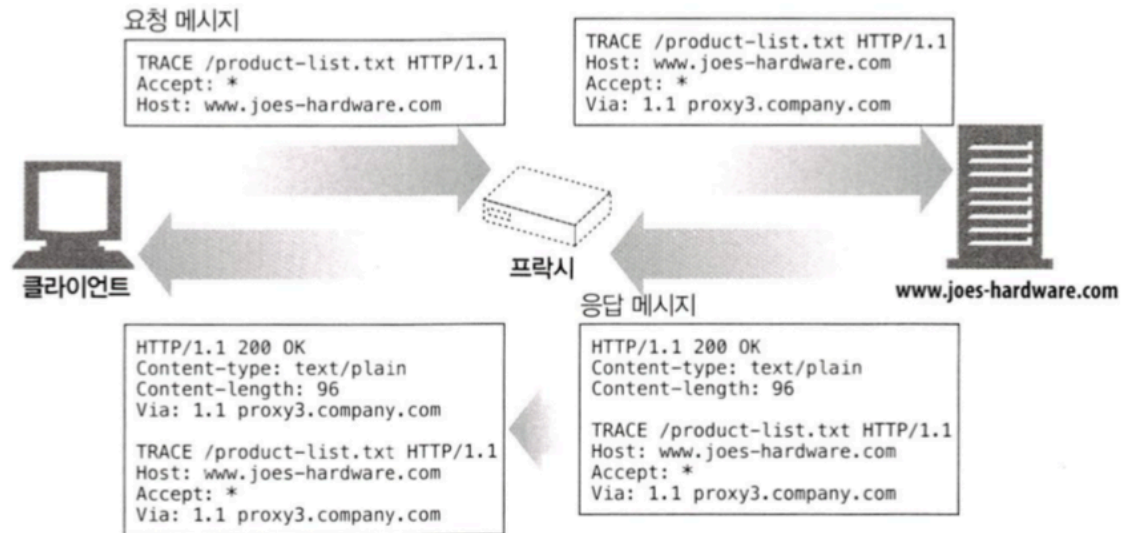 요청 메시지
TRACE /product-list.txt HTTP/1.1
Accept: *
Host: www.joes-hardware.com
TRACE /product-list.txt HTTP/1.1
Host: www.joes-hardware.com
Accept: *
Via: 1.1 proxy3.company.com
클라이언트
프락시
www.joes-hardware.com
응답 메시지
HTTP/1.1 200 OK
Content-type: text/plain
Content-length: 96
Via: 1.1 proxy3.company.com
TRACE /product-list.txt HTTP/1.1
Host: www.joes-hardware.com
Accept: *
Via: 1.1 proxy3.company.com
HTTP/1.1 200 OK
Content-type: text/plain
Content-length: 96
TRACE /product-list.txt HTTP/1.1
Host: www.joes-hardware.com
Accept: *
Via: 1.1 proxy3.company.com